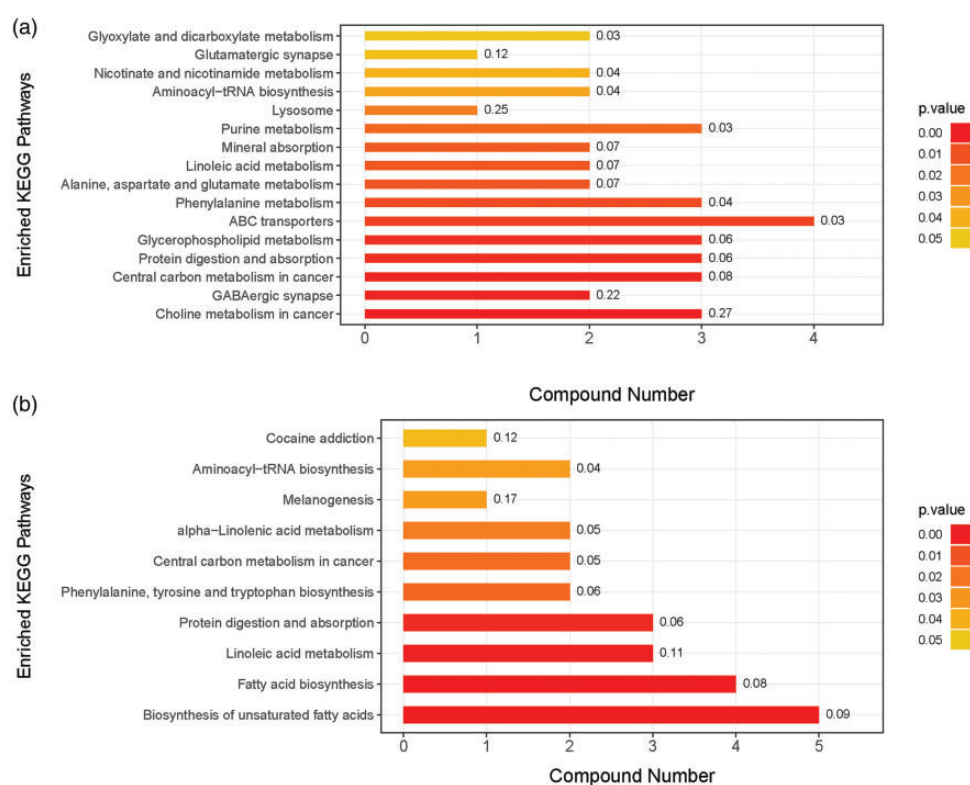 (a)
Enriched KEGG Pathways
Glyoxylate and dicarboxylate metabolism 0.03
Glutamatergic synapse 0.12
Nicotinate and nicotinamide metabolism 0.04
Aminoacyl-tRNA biosynthesis 0.04
Lysosome 0.25
Purine metabolism 0.03
Mineral absorption 0.07
Linoleic acid metabolism 0.07
Alanine, aspartate and glutamate metabolism 0.07
Phenylalanine metabolism 0.04
ABC transporters 0.03
Glycerophospholipid metabolism 0.06
Protein digestion and absorption 0.06
Central carbon metabolism in cancer 0.08
GABAergic synapse 0.22
Choline metabolism in cancer 0.27
0 1 2 3 4
Compound Number
p.value
0.00
0.01
0.02
0.03
0.04
0.05
(b)
Enriched KEGG Pathways
Cocaine addiction 0.12
Aminoacyl-tRNA biosynthesis 0.04
Melanogenesis 0.17
alpha-Linolenic acid metabolism 0.05
Central carbon metabolism in cancer 0.05
Phenylalanine, tyrosine and tryptophan biosynthesis 0.06
Protein digestion and absorption 0.06
Linoleic acid metabolism 0.11
Fatty acid biosynthesis 0.08
Biosynthesis of unsaturated fatty acids 0.09
0 1 2 3 4 5
Compound Number
p.value
0.00
0.01
0.02
0.03
0.04
0.05